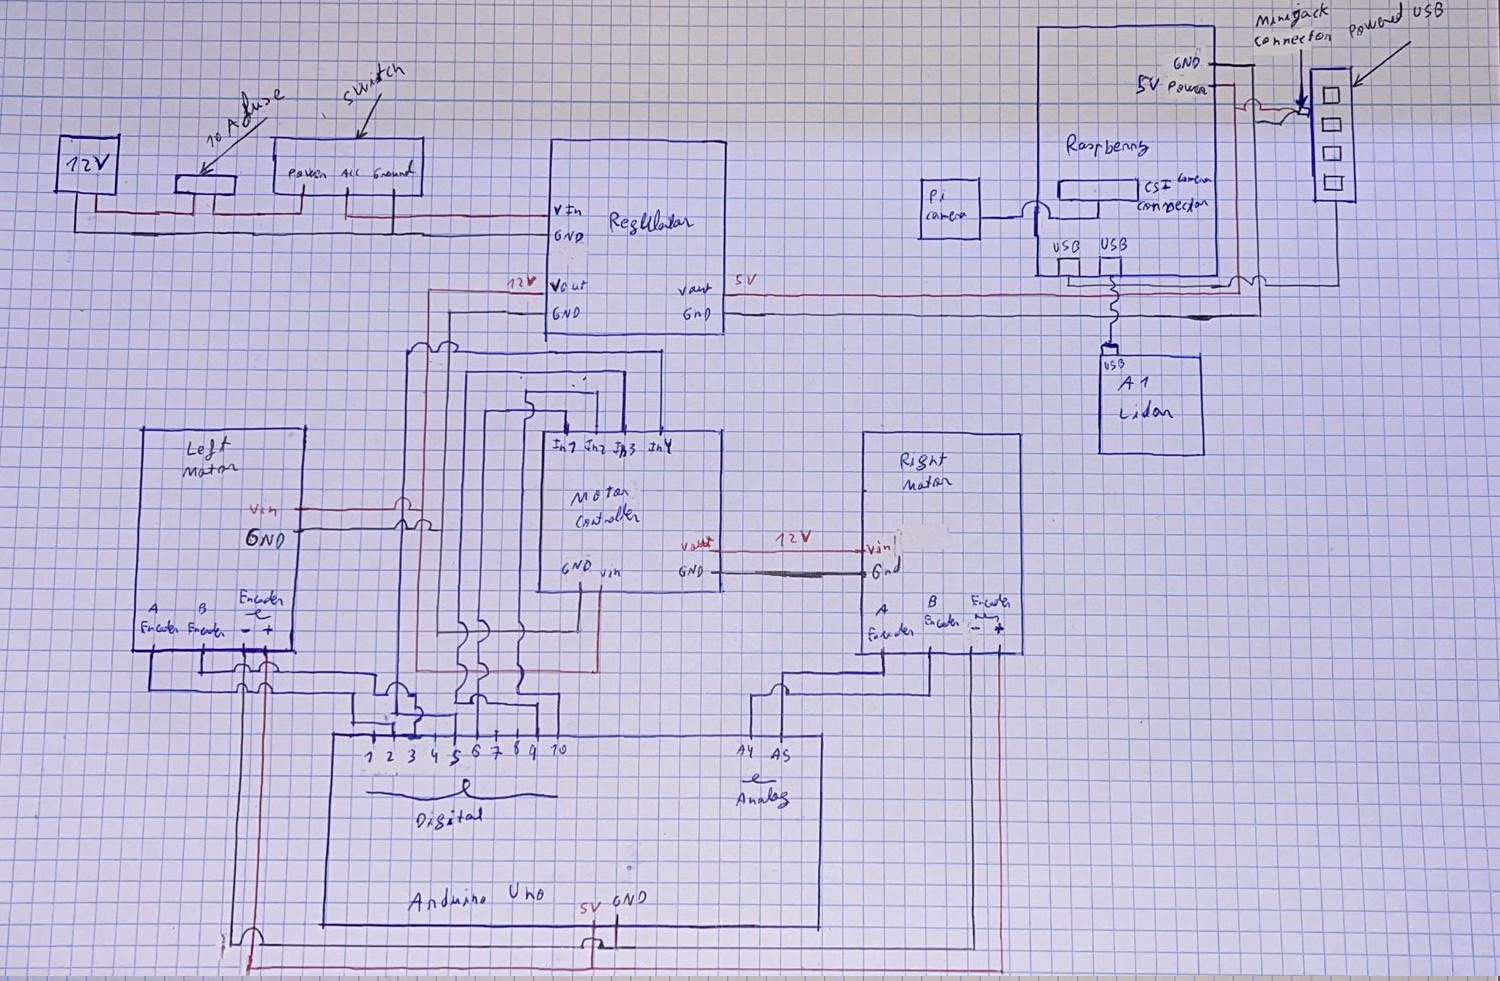 Minijack
connector
Powered USB
Switch
10 A fuse
12V
Power
Acc
Ground
Regulator
VIn
GND
12V
Vout
GND
Vout
GND
5V
GND
5V Power
Raspberry
CSI camera
connector
USB
USB
Pi
camera
USB
A1
Lidar
Left
Motor
Vin
GND
A
Encoder
B
Encoder
Encoder
- +
In1
In2
In3
In4
Motor
Controller
GND
Vin
Vout
GND
12V
Right
Motor
Vin
Gnd
A
Encoder
B
Encoder
Encoder
- +
1 2 3 4 5 6 7 8 9 10
Digital
A4 A5
Analog
Arduino Uno
5V
GND